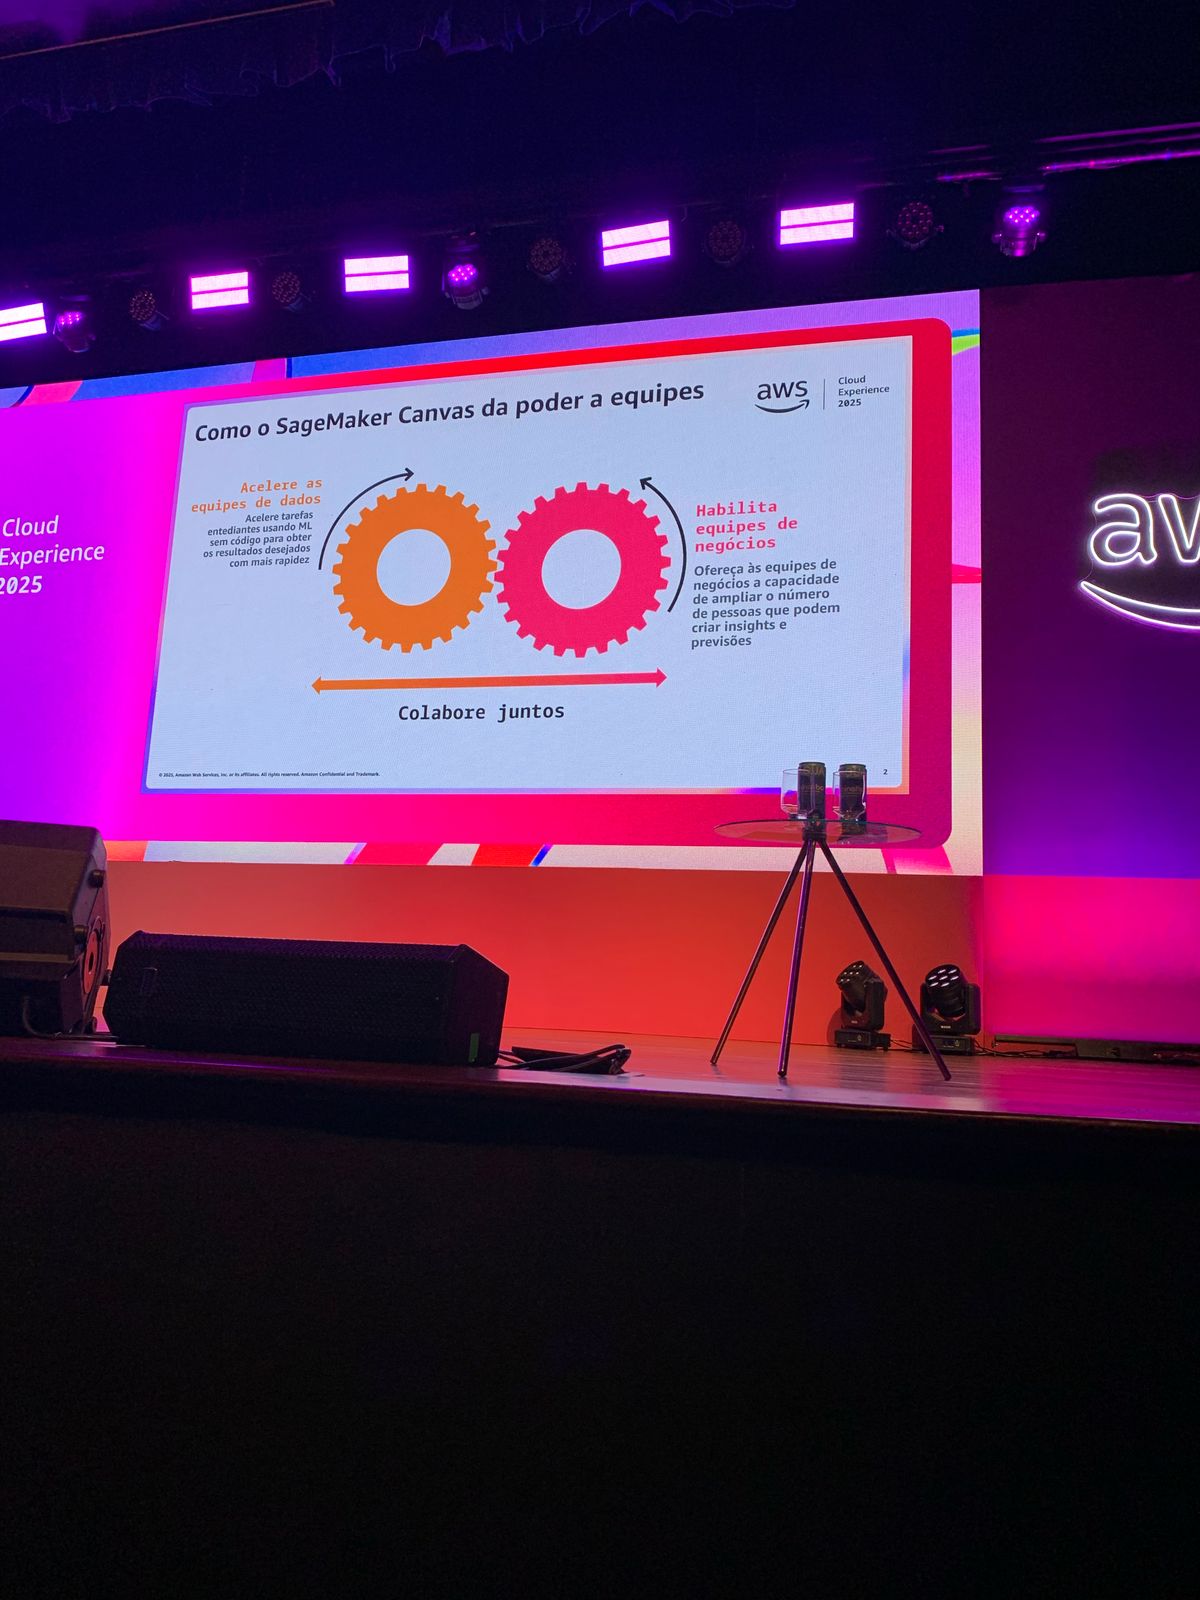 Como o SageMaker Canvas da poder a equipes
aws
Cloud
Experience
2025
Acelere as
equipes de dados
Acelere tarefas
entediantes usando ML
sem código para obter
os resultados desejados
com mais rapidez
Habilita
equipes de
negócios
Ofereça às equipes de
negócios a capacidade
de ampliar o número
de pessoas que podem
criar insights e
previsões
Colabore juntos
© 2025, Amazon Web Services, Inc. or its affiliates. All rights reserved. Amazon Confidential and Trademark.
2
Cloud
Experience
2025
aw